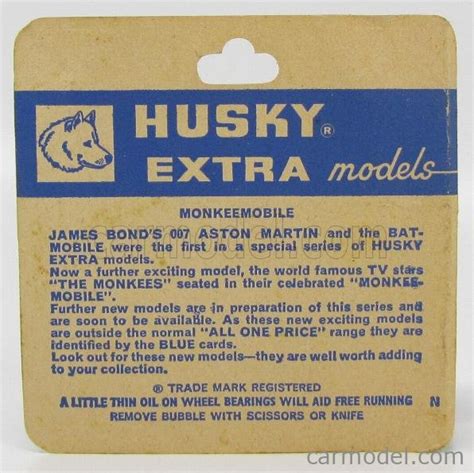 HUSKY®
EXTRA models
MONKEEMOBILE
JAMES BOND'S 007 ASTON MARTIN and the BAT-
MOBILE were the first in a special series of HUSKY
EXTRA models.
Now a further exciting model, the world famous TV stars
"THE MONKEES" seated in their celebrated "MONKEE-
MOBILE".
Further new models are in preparation of this series and
are soon to be available. As these new exciting models
are outside the normal "ALL ONE PRICE" range they are
identified by the BLUE cards.
Look out for these new models—they are well worth adding
to your collection.
® TRADE MARK REGISTERED
A LITTLE THIN OIL ON WHEEL BEARINGS WILL AID FREE RUNNING
REMOVE BUBBLE WITH SCISSORS OR KNIFE
carmodel.com